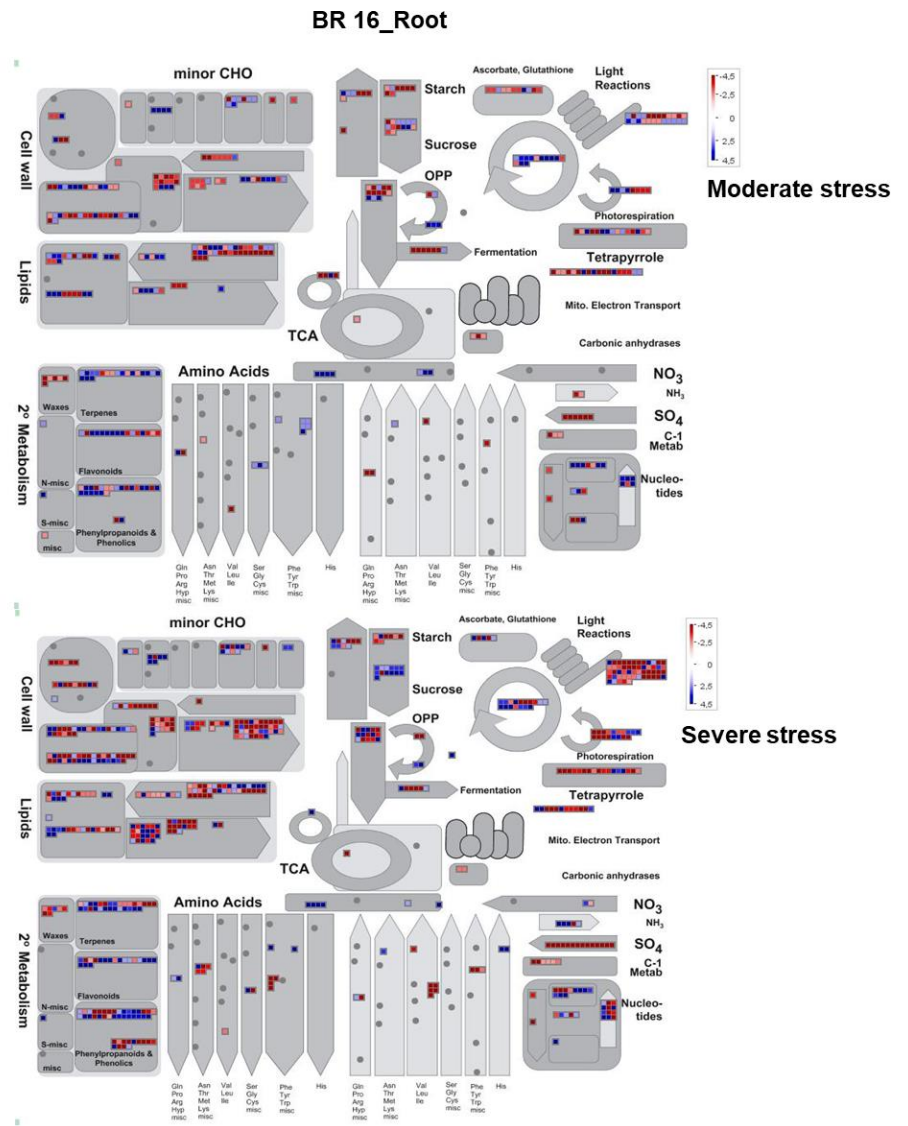 BR 16_Root
minor CHO
Cell wall
Lipids
2° Metabolism
Waxes
Terpenes
N-misc
Flavonoids
S-misc
misc
Phenylpropanoids &
Phenolics
Amino Acids
Starch
Sucrose
OPP
Fermentation
TCA
Ascorbate, Glutathione
Light
Reactions
Photorespiration
Tetrapyrrole
Mito. Electron Transport
Carbonic anhydrases
NO3
NH3
SO4
C-1
Metab
Nucleo-
tides
Gln
Pro
Arg
Hyp
misc
Asn
Thr
Met
Lys
misc
Val
Leu
Ile
Ser
Gly
Cys
misc
Phe
Tyr
Trp
misc
His
Gln
Pro
Arg
Hyp
misc
Asn
Thr
Met
Lys
misc
Val
Leu
Ile
Ser
Gly
Cys
misc
Phe
Tyr
Trp
misc
His
-4,5
-2,5
0
2,5
4,5
Moderate stress
minor CHO
Cell wall
Lipids
2° Metabolism
Waxes
Terpenes
N-misc
Flavonoids
S-misc
misc
Phenylpropanoids &
Phenolics
Amino Acids
Starch
Sucrose
OPP
Fermentation
TCA
Ascorbate, Glutathione
Light
Reactions
Photorespiration
Tetrapyrrole
Mito. Electron Transport
Carbonic anhydrases
NO3
NH3
SO4
C-1
Metab
Nucleo-
tides
Gln
Pro
Arg
Hyp
misc
Asn
Thr
Met
Lys
misc
Val
Leu
Ile
Ser
Gly
Cys
misc
Phe
Tyr
Trp
misc
His
Gln
Pro
Arg
Hyp
misc
Asn
Thr
Met
Lys
misc
Val
Leu
Ile
Ser
Gly
Cys
misc
Phe
Tyr
Trp
misc
His
-4,5
-2,5
0
2,5
4,5
Severe stress